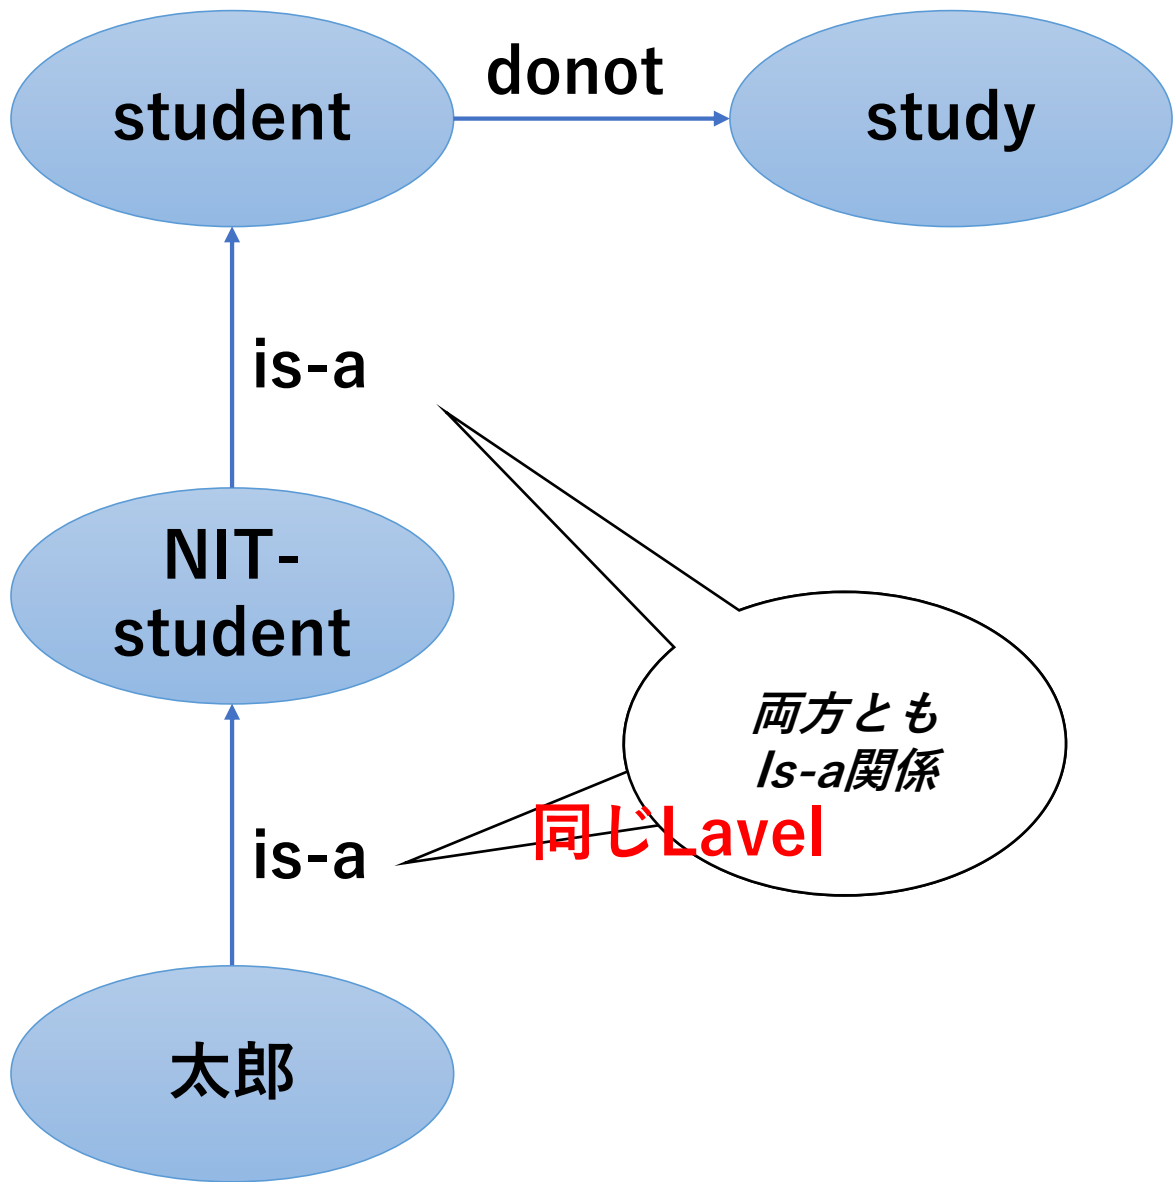 student
donot
study
is-a
NIT-
student
両方とも
Is-a関係
同じLavel
is-a
太郎